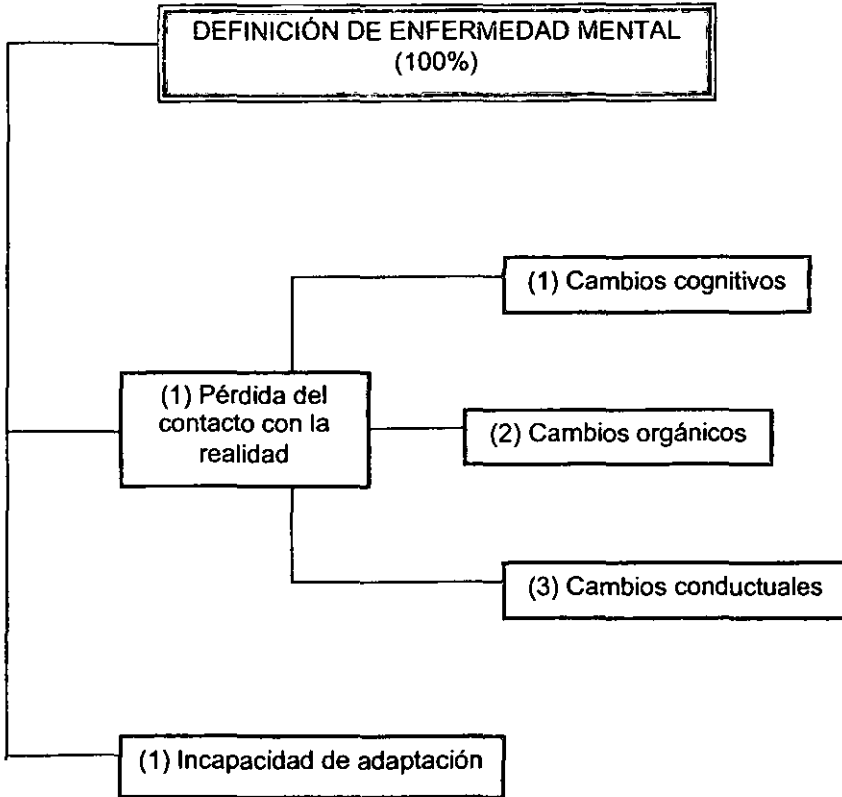 DEFINICIÓN DE ENFERMEDAD MENTAL
(100%)
(1) Cambios cognitivos
(1) Pérdida del
contacto con la
realidad
(2) Cambios orgánicos
(3) Cambios conductuales
(1) Incapacidad de adaptación